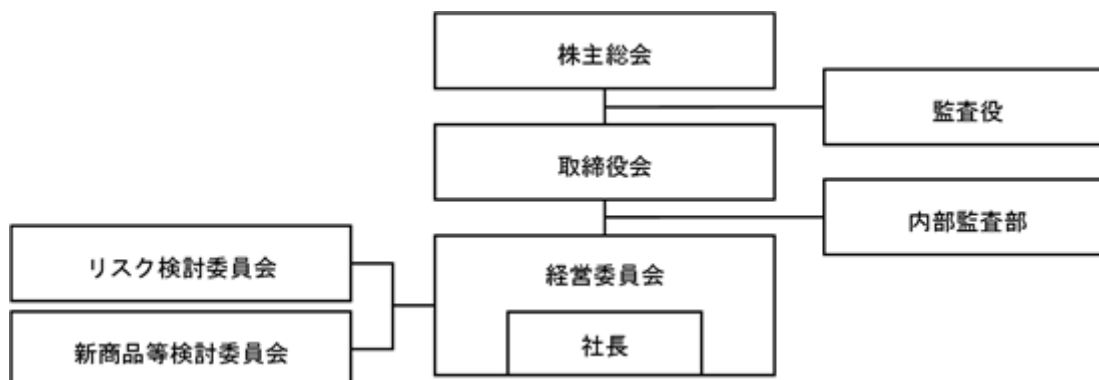 株主総会
監査役
取締役会
内部監査部
リスク検討委員会
経営委員会
新商品等検討委員会
社長